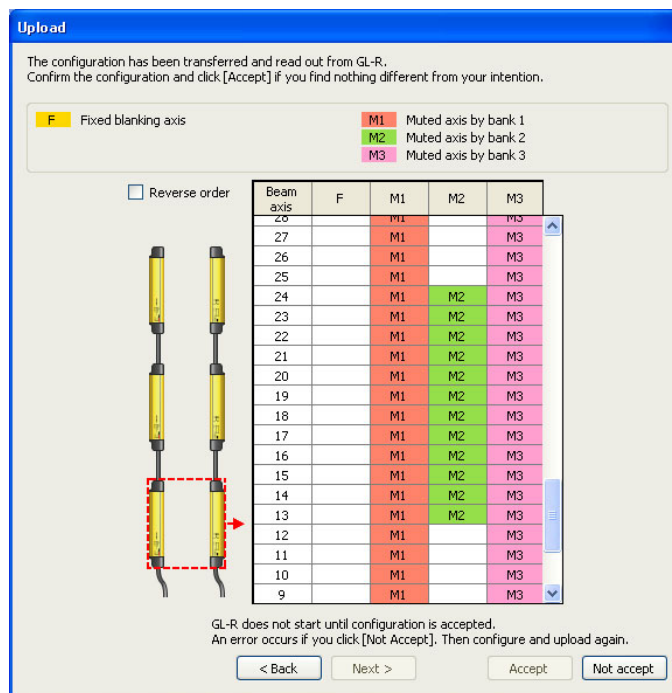 Upload
The configuration has been transferred and read out from GL-R.
Confirm the configuration and click [Accept] if you find nothing different from your intention.
F Fixed blanking axis
M1 Muted axis by bank 1
M2 Muted axis by bank 2
M3 Muted axis by bank 3
Reverse order
Beam axis F M1 M2 M3
28 M1 M3
27 M1 M3
26 M1 M3
25 M1 M3
24 M1 M2 M3
23 M1 M2 M3
22 M1 M2 M3
21 M1 M2 M3
20 M1 M2 M3
19 M1 M2 M3
18 M1 M2 M3
17 M1 M2 M3
16 M1 M2 M3
15 M1 M2 M3
14 M1 M2 M3
13 M1 M2 M3
12 M1 M3
11 M1 M3
10 M1 M3
9 M1 M3
GL-R does not start until configuration is accepted.
An error occurs if you click [Not Accept]. Then configure and upload again.
< Back Next > Accept Not accept